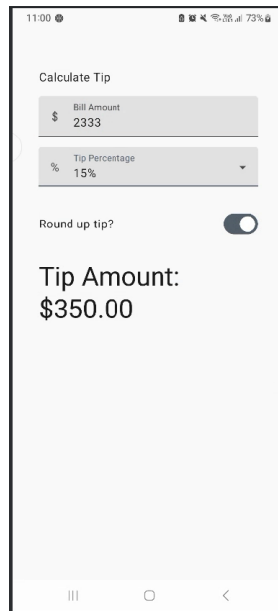 11:00
73%
Calculate Tip
$
Bill Amount
2333
%
Tip Percentage
15%
Round up tip?
Tip Amount:
$350.00